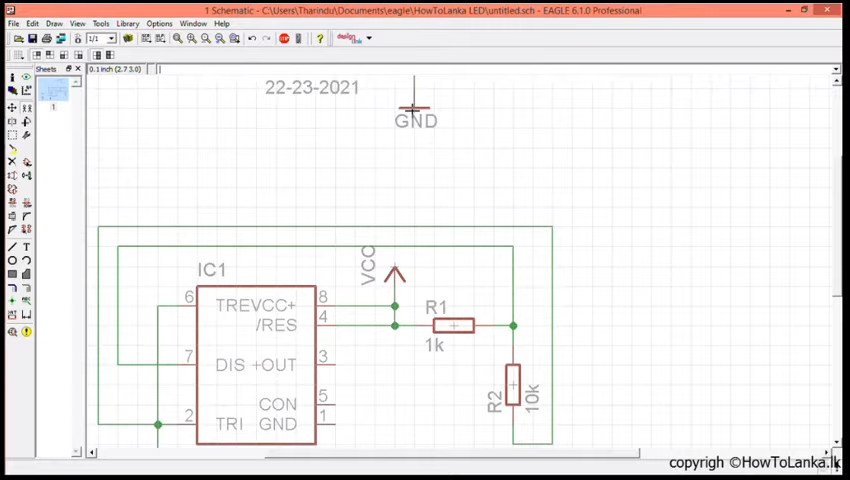 1 Schematic - C:\Users\Tharindu\Documents\eagle\HowToLanka LED\untitled.sch - EAGLE 6.1.0 Professional
File Edit Draw View Tools Library Options Window Help
1/1
design link
Sheets
0.1 inch (2.7 3.0)
1
22-23-2021
GND
IC1
VCC
R1
1k
6
TREVCC+
8
/RES
4
7
DIS +OUT
3
R2
10k
CON
5
2
TRI GND
1
copyrigh ©HowToLanka.lk